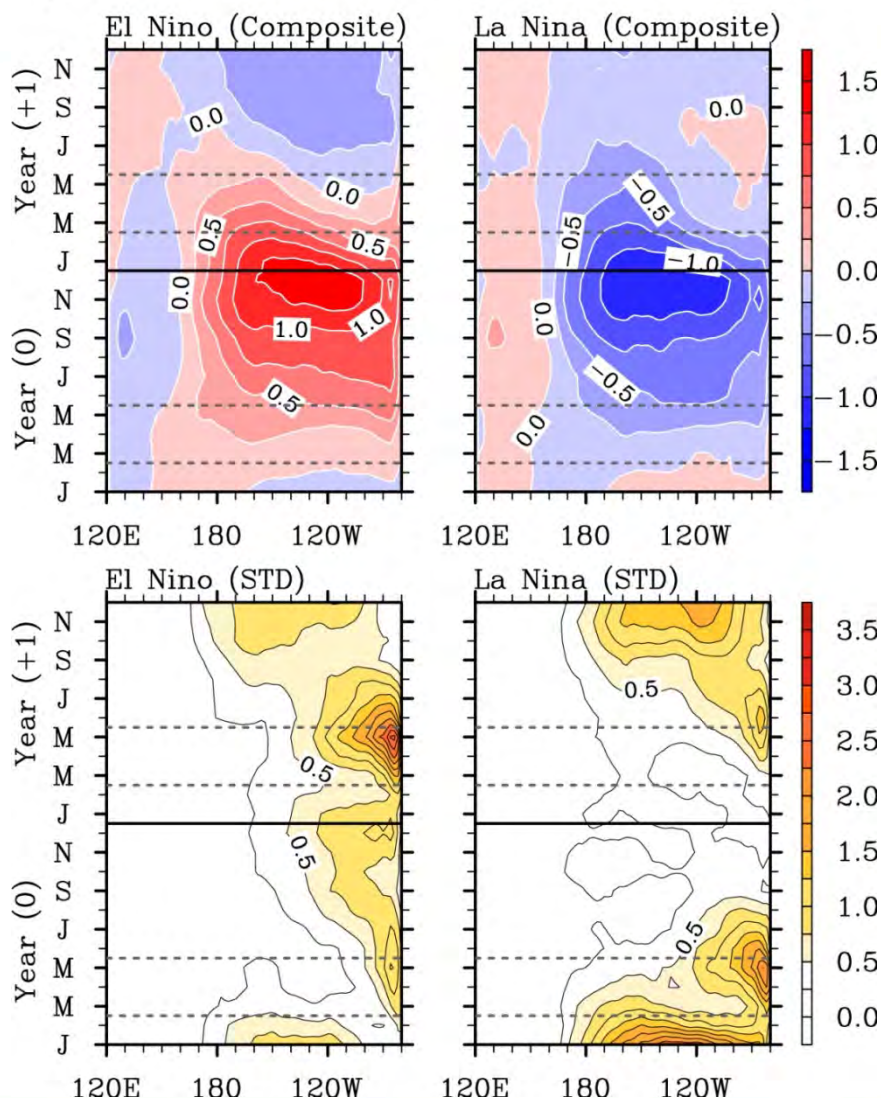 El Nino (Composite)
La Nina (Composite)
Year (+1)
N
S
J
M
M
J
Year (0)
N
S
J
M
M
J
0.0
0.0
0.5
0.5
0.0
1.0
1.0
0.5
120E 180 120W
0.0
-0.5
-0.5
-1.0
0.0
-0.5
0.0
120E 180 120W
1.5
1.0
0.5
0.0
-0.5
-1.0
-1.5
El Nino (STD)
La Nina (STD)
Year (+1)
N
S
J
M
M
J
Year (0)
N
S
J
M
M
J
0.5
0.5
120E 180 120W
0.5
0.5
120E 180 120W
3.5
3.0
2.5
2.0
1.5
1.0
0.5
0.0